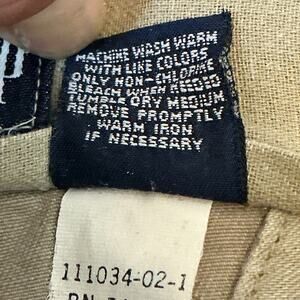 MACHINE WASH WARM
WITH LIKE COLORS
ONLY NON-CHLORINE
BLEACH WHEN NEEDED
TUMBLE DRY MEDIUM
REMOVE PROMPTLY
WARM IRON
IF NECESSARY
111034-02-1
RN